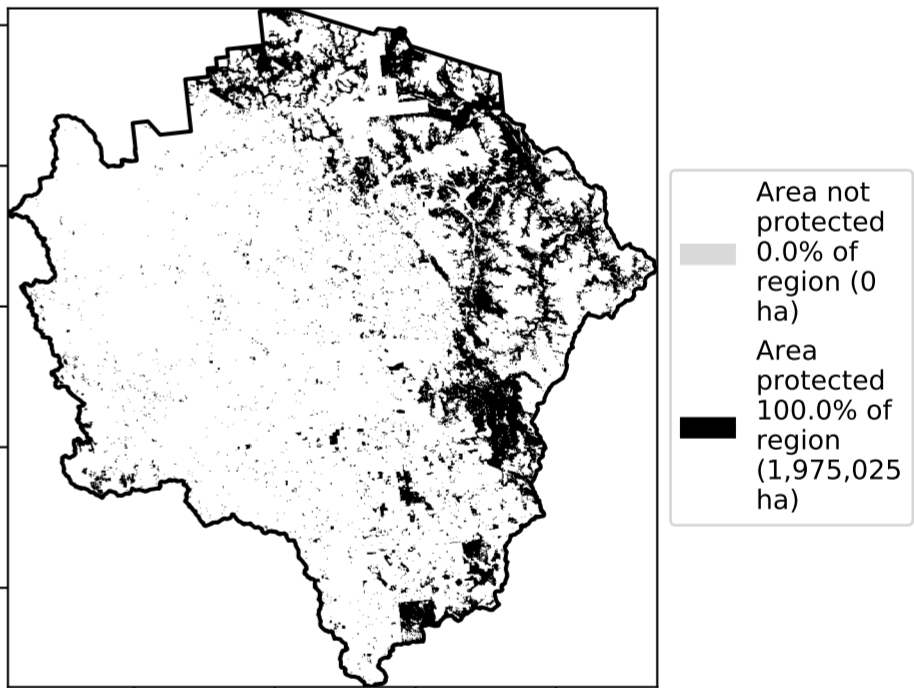 Area not
protected
0.0% of
region (0
ha)
Area
protected
100.0% of
region
(1,975,025
ha)